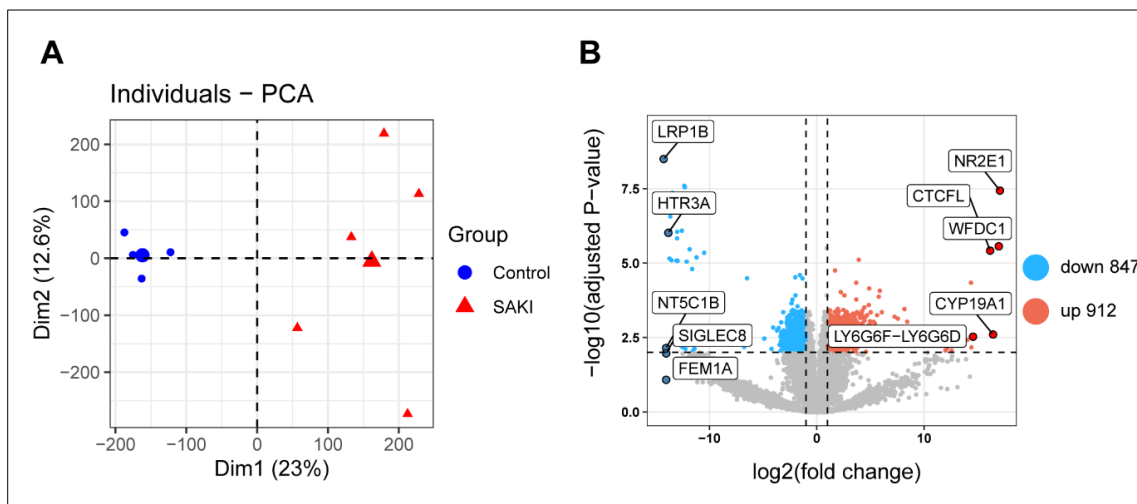 A
Individuals − PCA
200
100
0
−100
−200
−200
−100
0
100
200
Dim1 (23%)
Dim2 (12.6%)
Group
Control
SAKI
B
LRP1B
HTR3A
NT5C1B
SIGLEC8
FEM1A
NR2E1
CTCFL
WFDC1
CYP19A1
LY6G6F−LY6G6D
7.5
5.0
2.5
0.0
−10
0
10
log2(fold change)
−log10(adjusted P−value)
down 847
up 912